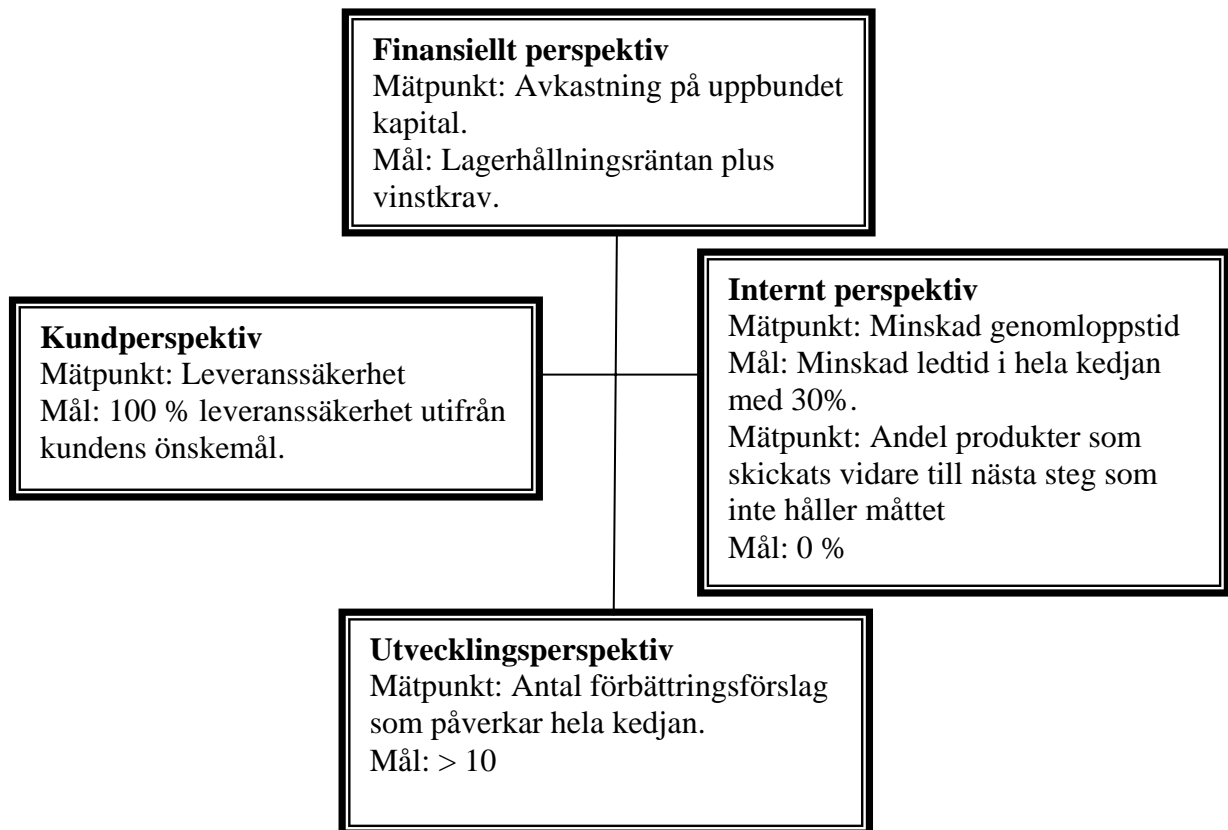 Finansiellt perspektiv
Mätpunkt: Avkastning på uppbundet
kapital.
Mål: Lagerhållningsräntan plus
vinstkrav.
Kundperspektiv
Mätpunkt: Leveranssäkerhet
Mål: 100 % leveranssäkerhet utifrån
kundens önskemål.
Internt perspektiv
Mätpunkt: Minskad genomloppstid
Mål: Minskad ledtid i hela kedjan
med 30%.
Mätpunkt: Andel produkter som
skickats vidare till nästa steg som
inte håller måttet
Mål: 0 %
Utvecklingsperspektiv
Mätpunkt: Antal förbättringsförslag
som påverkar hela kedjan.
Mål: > 10